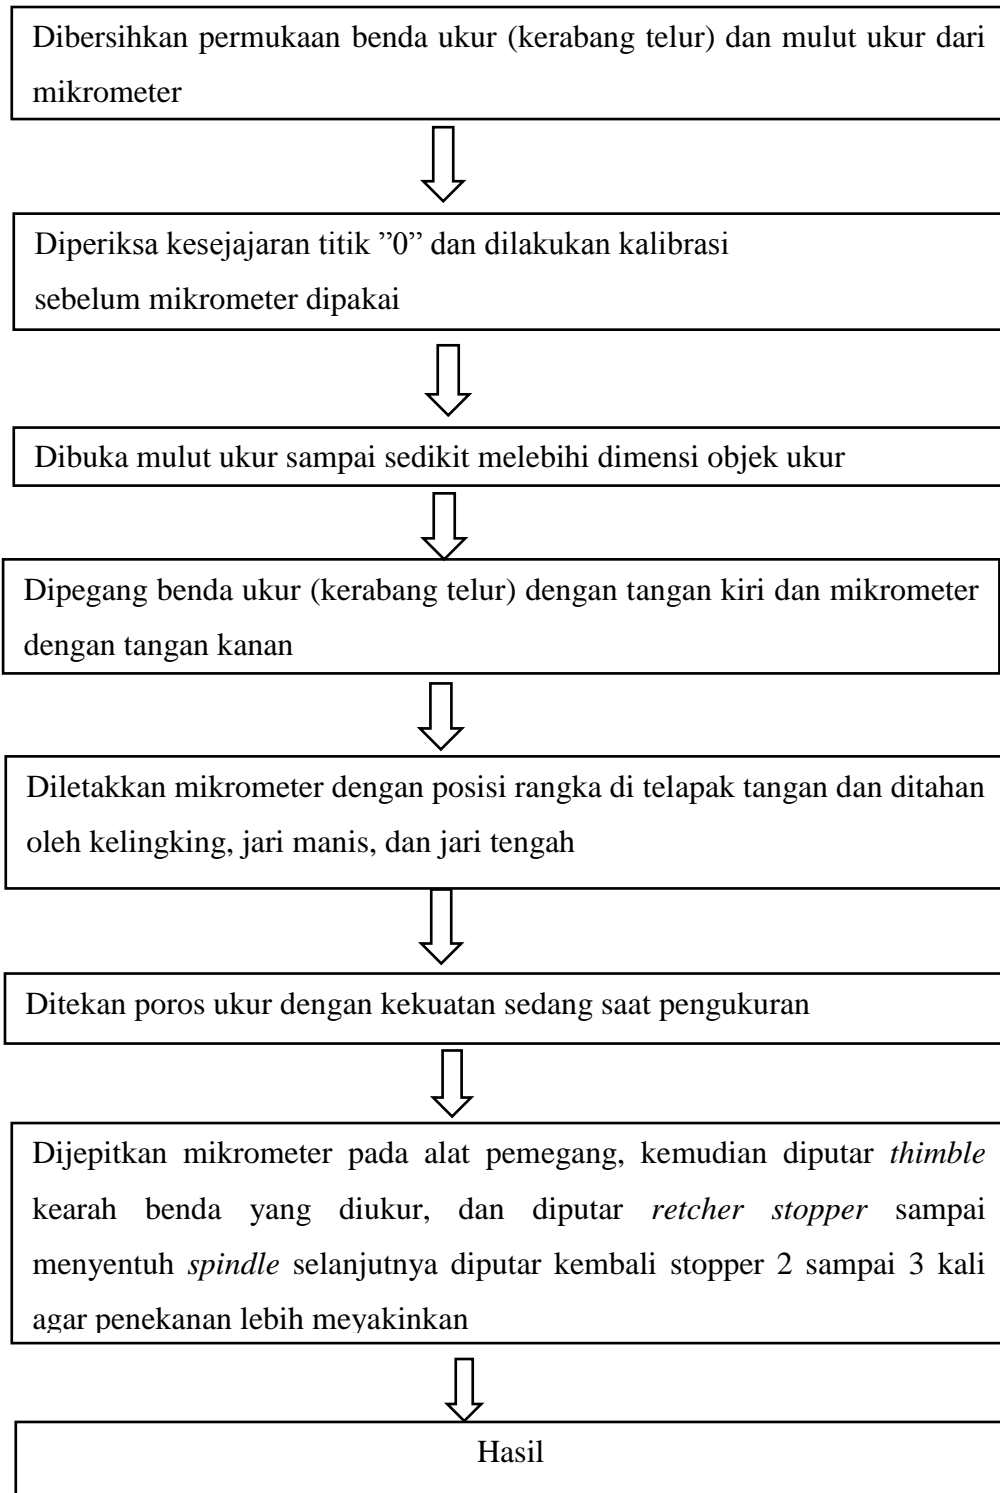 Dibersihkan permukaan benda ukur (kerabang telur) dan mulut ukur dari
mikrometer
Diperiksa kesejajaran titik ”0” dan dilakukan kalibrasi
sebelum mikrometer dipakai
Dibuka mulut ukur sampai sedikit melebihi dimensi objek ukur
Dipegang benda ukur (kerabang telur) dengan tangan kiri dan mikrometer
dengan tangan kanan
Diletakkan mikrometer dengan posisi rangka di telapak tangan dan ditahan
oleh kelingking, jari manis, dan jari tengah
Ditekan poros ukur dengan kekuatan sedang saat pengukuran
Dijepitkan mikrometer pada alat pemegang, kemudian diputar thimble
kearah benda yang diukur, dan diputar retcher stopper sampai
menyentuh spindle selanjutnya diputar kembali stopper 2 sampai 3 kali
agar penekanan lebih meyakinkan
Hasil